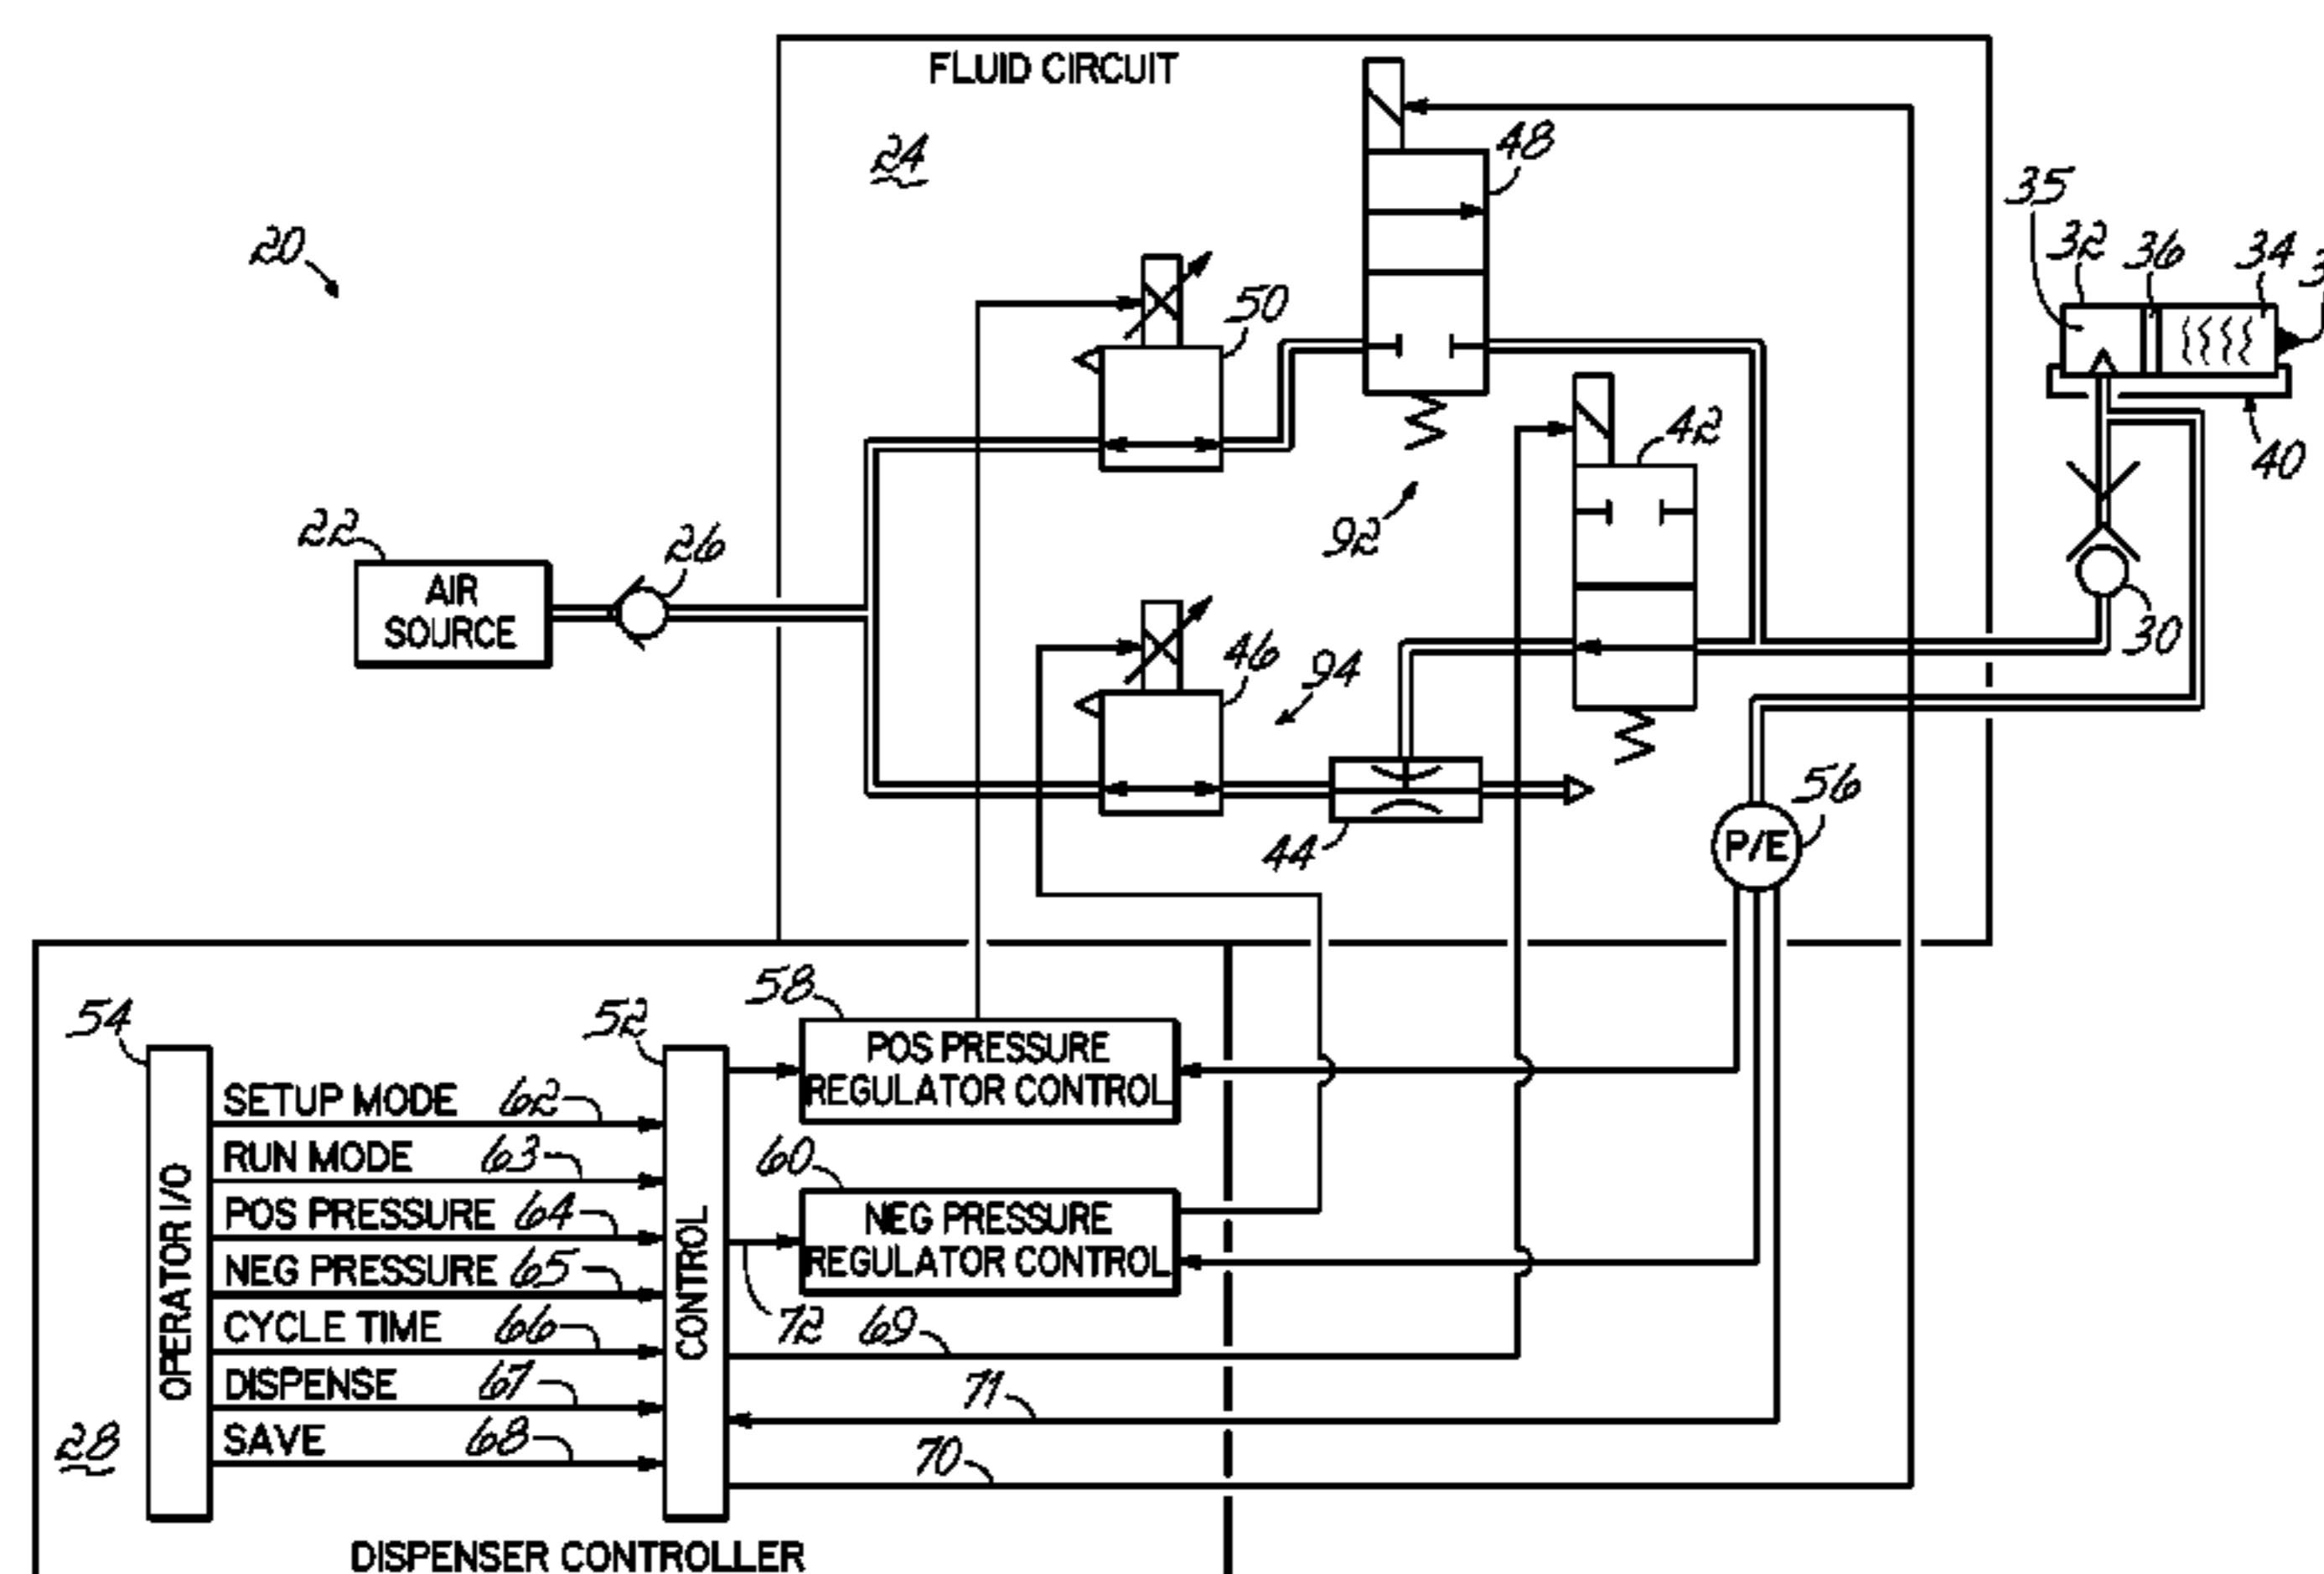 FLUID CIRCUIT
24
48
20
50
35
32
36
34
42
40
92
22
26
AIR
SOURCE
30
46
94
44
56
P/E
54
52
58
POS PRESSURE
REGULATOR CONTROL
SETUP MODE 62
RUN MODE 63
60
POS PRESSURE 64
NEG PRESSURE
REGULATOR CONTROL
NEG PRESSURE 65
OPERATOR I/O
CONTROL
CYCLE TIME 66
72
69
DISPENSE 67
71
SAVE 68
28
70
DISPENSER CONTROLLER